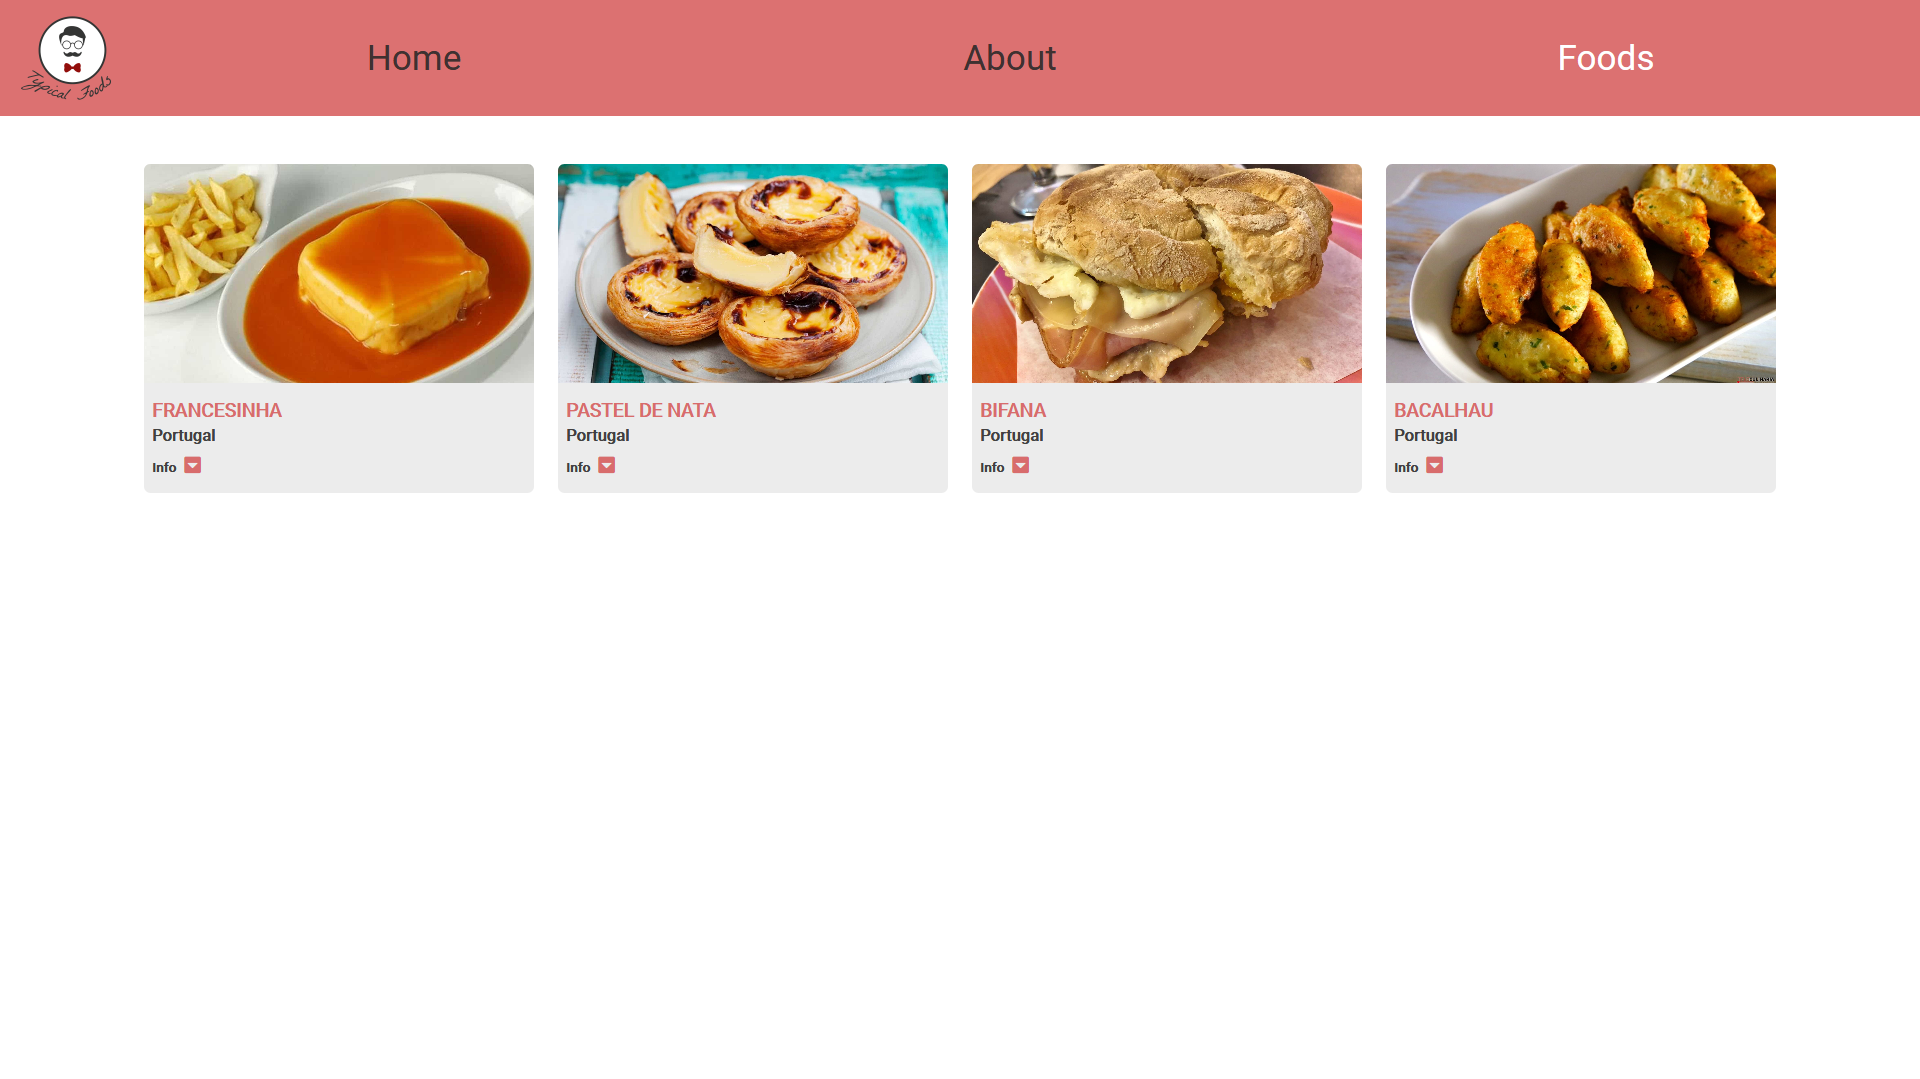 Typical Foods
Home
About
Foods
FRANCESINHA
Portugal
Info
PASTEL DE NATA
Portugal
Info
BIFANA
Portugal
Info
BACALHAU
Portugal
Info